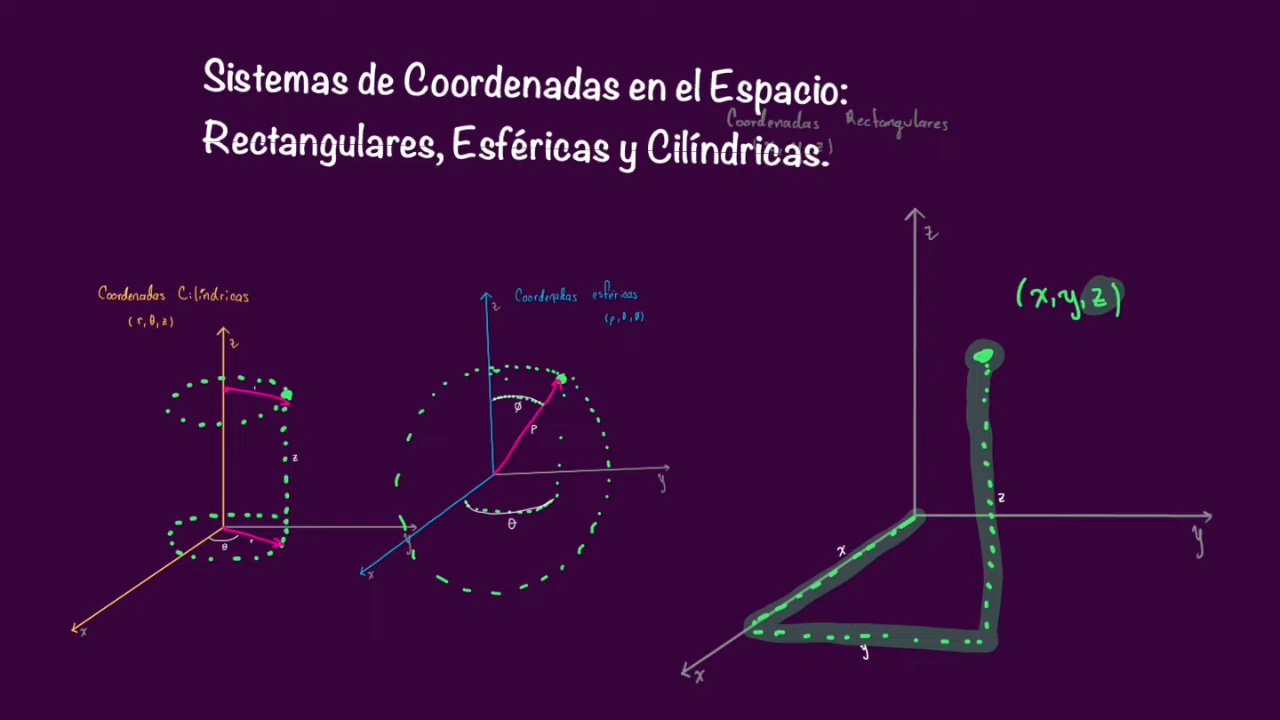 Sistemas de Coordenadas en el Espacio:
Coordenadas Rectangulares
Rectangulares, Esféricas y Cilíndricas.
z
(x, y, z)
Coordenadas Cilíndricas
(r, θ, z)
z
r
z
θ
r
y
x
Coordenadas esféricas
(ρ, θ, Ø)
z
Ø
ρ
y
θ
x
z
x
y
y
x